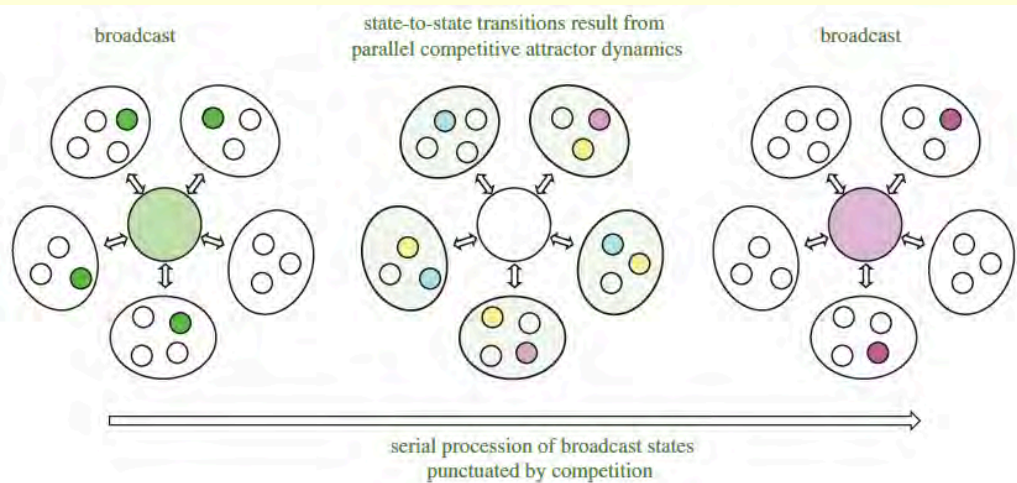 broadcast
state-to-state transitions result from
parallel competitive attractor dynamics
broadcast
serial procession of broadcast states
punctuated by competition